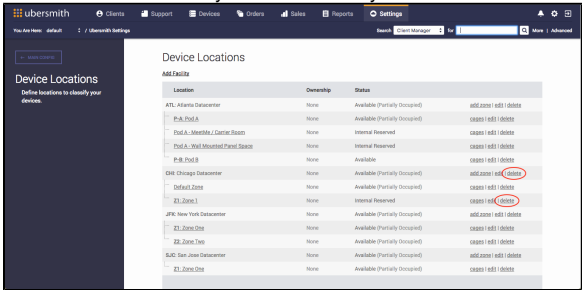 ubersmith Clients Support Devices Orders Sales Reports Settings
You Are Here: default / Ubersmith Settings Search Client Manager for More | Advanced
Device Locations
Define locations to classify your
devices.
Device Locations
Add Facility
Location Ownership Status
ATL: Atlanta Datacenter None Available (Partially Occupied) add zone | edit | delete
P-A: Pod A None Available (Partially Occupied) cages | edit | delete
Pod A - MeetMe / Carrier Room None Internal Reserved cages | edit | delete
Pod A - Wall Mounted Panel Space None Internal Reserved cages | edit | delete
P-B: Pod B None Available cages | edit | delete
CHI: Chicago Datacenter None Available (Partially Occupied) add zone | edit | delete
Default Zone None Available (Partially Occupied) cages | edit | delete
Z1: Zone 1 None Internal Reserved cages | edit | delete
JFK: New York Datacenter None Available (Partially Occupied) add zone | edit | delete
Z1: Zone One None Available (Partially Occupied) cages | edit | delete
Z2: Zone Two None Available (Partially Occupied) cages | edit | delete
SJC: San Jose Datacenter None Available (Partially Occupied) add zone | edit | delete
Z1: Zone One None Available (Partially Occupied) cages | edit | delete